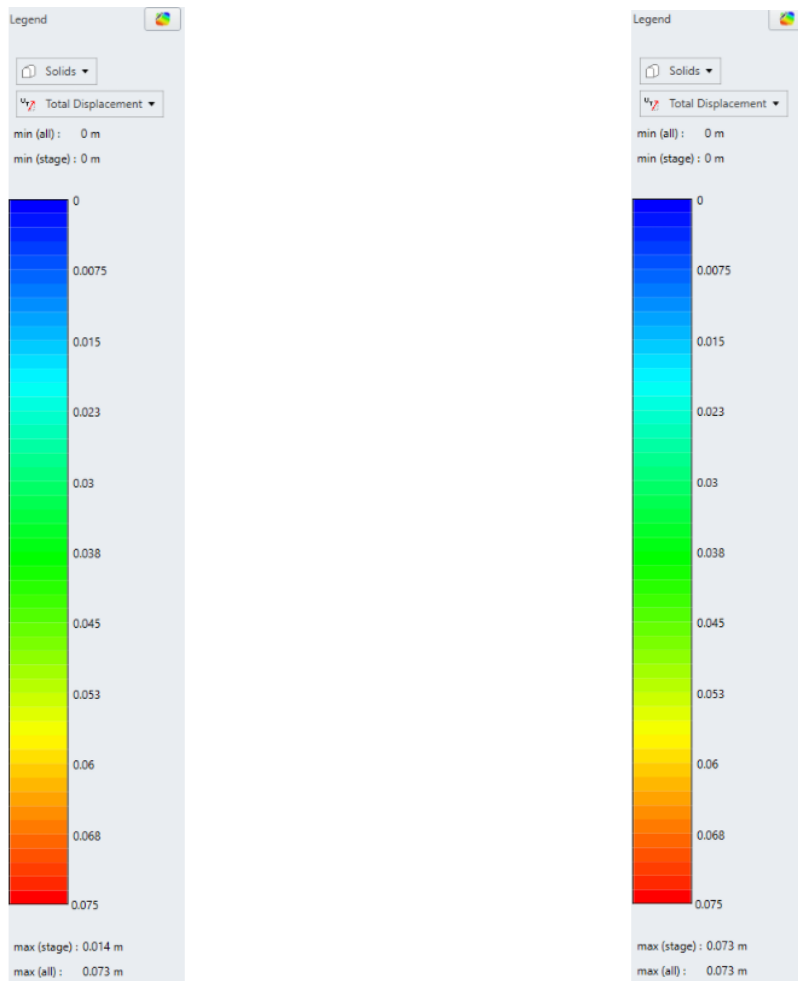 Legend
Solids
Total Displacement
min (all) : 0 m
min (stage) : 0 m
0
0.0075
0.015
0.023
0.03
0.038
0.045
0.053
0.06
0.068
0.075
max (stage) : 0.014 m
max (all) : 0.073 m
Legend
Solids
Total Displacement
min (all) : 0 m
min (stage) : 0 m
0
0.0075
0.015
0.023
0.03
0.038
0.045
0.053
0.06
0.068
0.075
max (stage) : 0.073 m
max (all) : 0.073 m